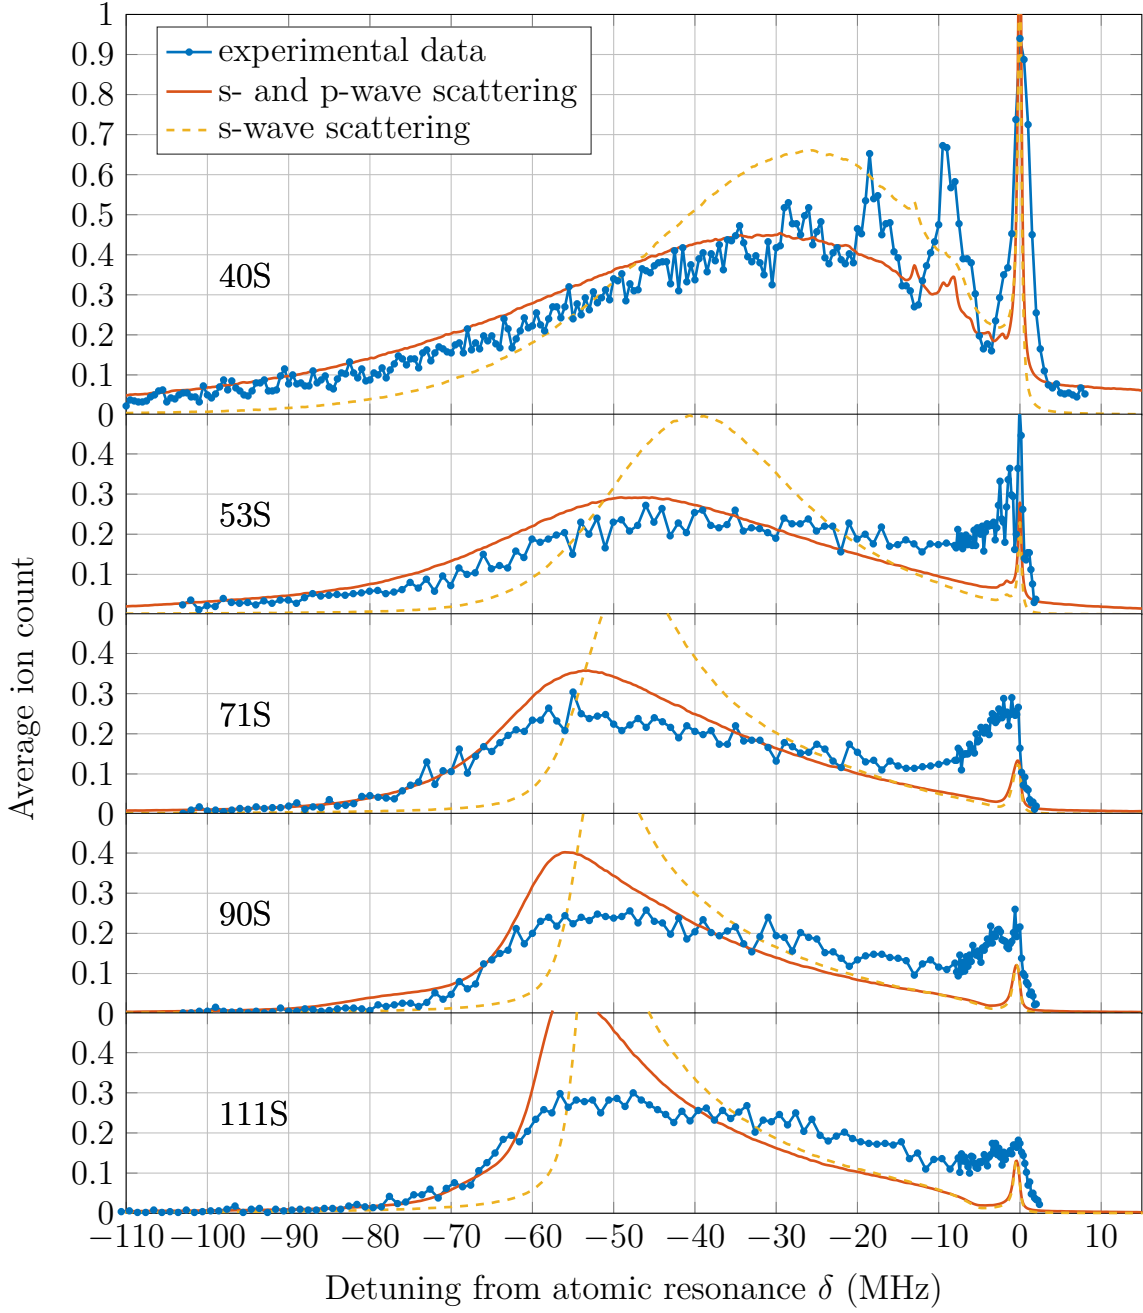 1
0.9
0.8
0.7
0.6
0.5
0.4
0.3
0.2
0.1
0
experimental data
s- and p-wave scattering
s-wave scattering
40S
0.4
0.3
0.2
0.1
0
53S
0.4
0.3
0.2
0.1
0
71S
0.4
0.3
0.2
0.1
0
90S
0.4
0.3
0.2
0.1
0
111S
Average ion count
−110 −100 −90 −80 −70 −60 −50 −40 −30 −20 −10 0 10
Detuning from atomic resonance δ (MHz)